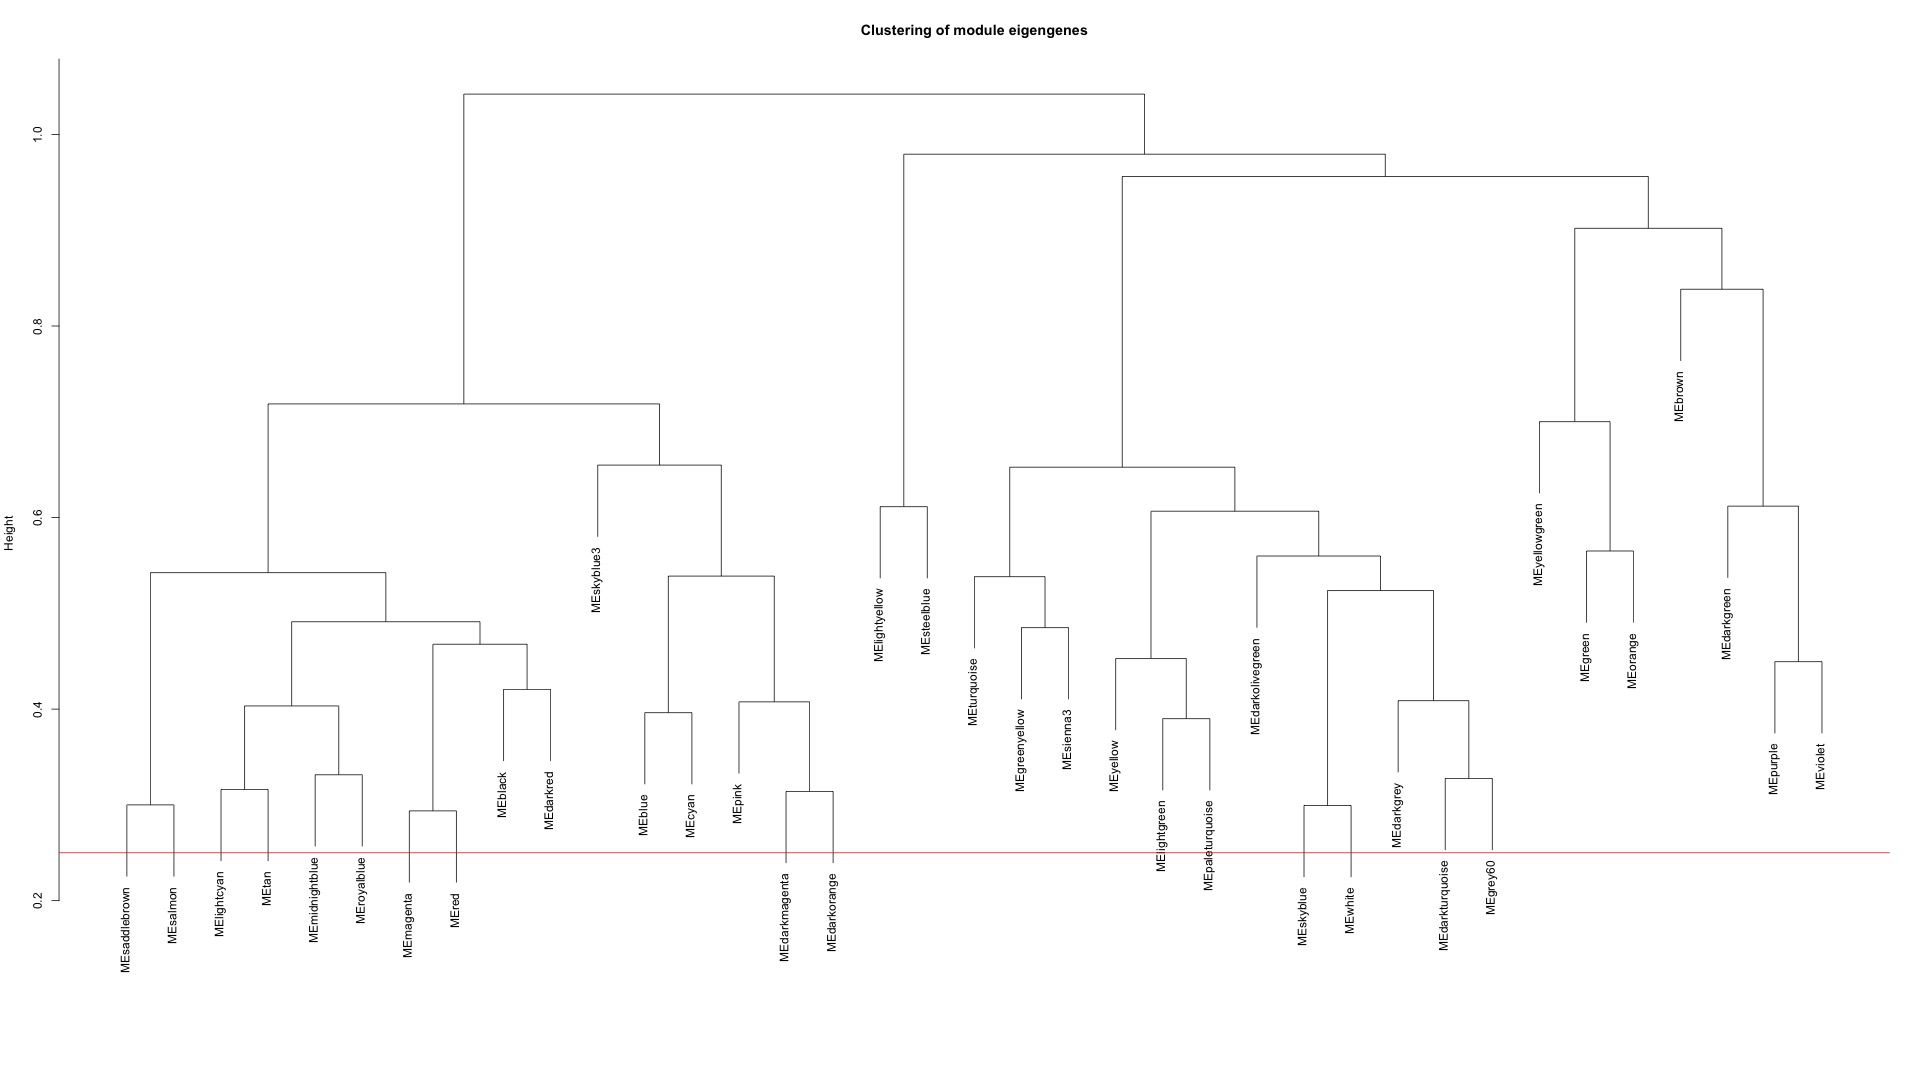 Clustering of module eigengenes
Height
1.0
0.8
0.6
0.4
0.2
MEsaddlebrown
MEsalmon
MElightcyan
MEtan
MEmidnightblue
MEroyalblue
MEmagenta
MEred
MEblack
MEdarkred
MEskyblue3
MEblue
MEcyan
MEpink
MEdarkmagenta
MEdarkorange
MElightyellow
MEsteelblue
MEturquoise
MEgreenyellow
MEsienna3
MEyellow
MElightgreen
MEpaleturquoise
MEdarkolivegreen
MEskyblue
MEwhite
MEdarkgrey
MEdarkturquoise
MEgrey60
MEyellowgreen
MEgreen
MEorange
MEbrown
MEdarkgreen
MEpurple
MEviolet